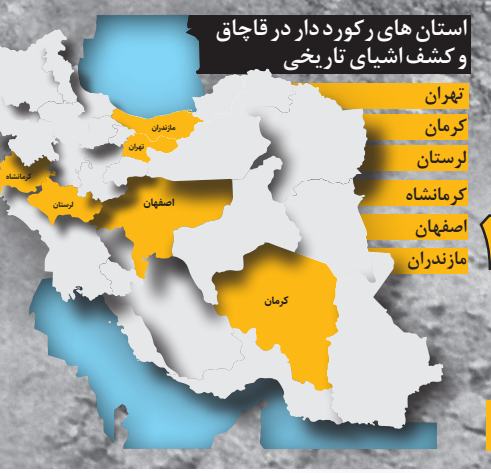 استان های رکورد دار در قاچاق
و کشف اشیای تاریخی
تهران
کرمان
لرستان
کرمانشاه
اصفهان
مازندران
مازندران
تهران
کرمانشاه
لرستان
اصفهان
کرمان